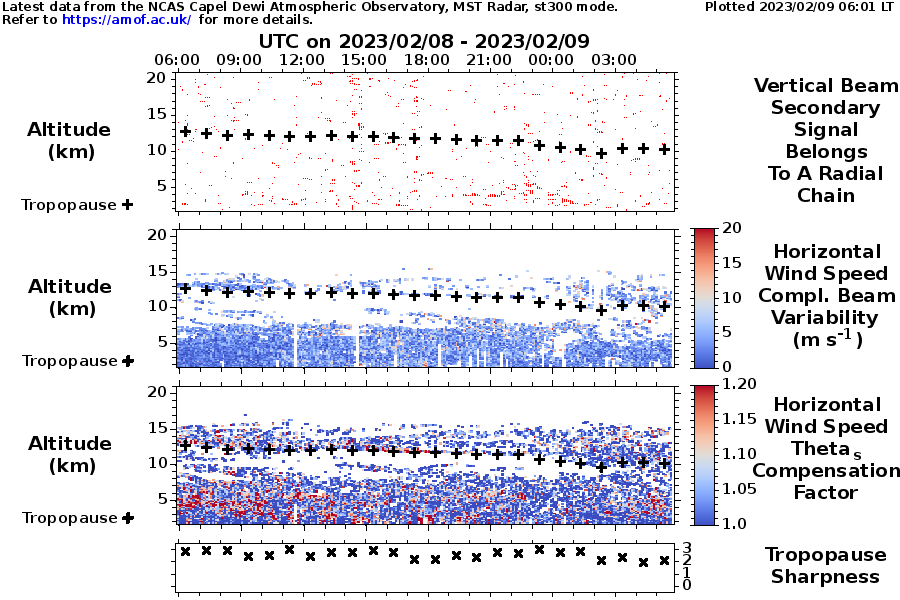 Latest data from the NCAS Capel Dewi Atmospheric Observatory, MST Radar, st300 mode.
Plotted 2023/02/09 06:01 LT
Refer to https://amof.ac.uk/ for more details.
UTC on 2023/02/08 - 2023/02/09
06:00 09:00 12:00 15:00 18:00 21:00 00:00 03:00
20
15
10
5
Altitude
(km)
Tropopause +
Vertical Beam
Secondary
Signal
Belongs
To A Radial
Chain
20
15
10
5
Altitude
(km)
Tropopause +
20
15
10
5
0
Horizontal
Wind Speed
Compl. Beam
Variability
(m s-1)
20
15
10
5
Altitude
(km)
Tropopause +
1.20
1.15
1.10
1.05
1.0
Horizontal
Wind Speed
Theta s
Compensation
Factor
3
2
1
0
Tropopause
Sharpness